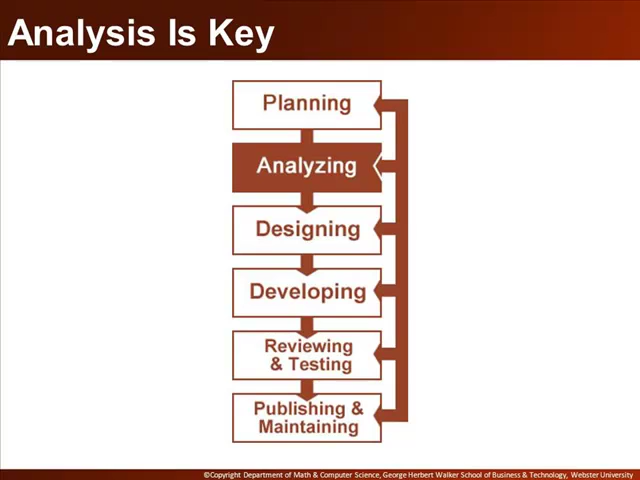 Analysis Is Key
Planning
Analyzing
Designing
Developing
Reviewing
& Testing
Publishing &
Maintaining
©Copyright Department of Math & Computer Science, George Herbert Walker School of Business & Technology, Webster University